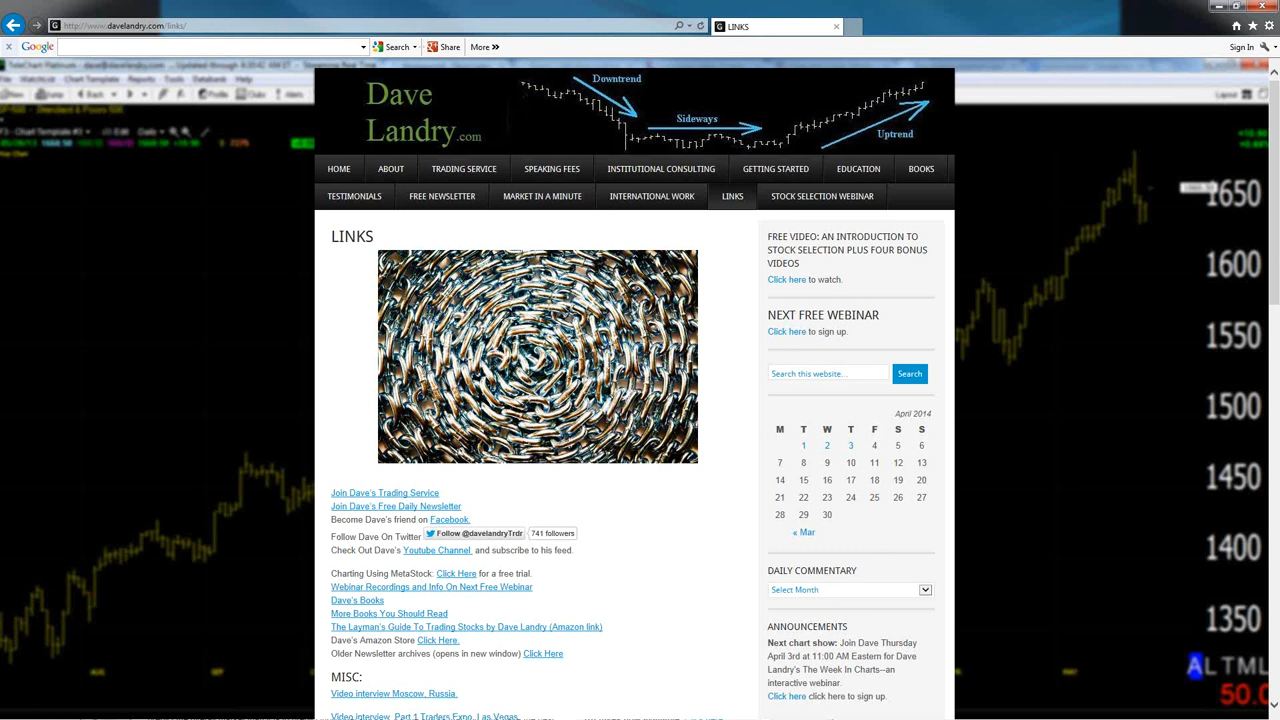 http://www.davelandry.com/links/
LINKS
Google
Search
Share
More »
Sign In
Dave
Landry.com
Downtrend
Sideways
Uptrend
HOME ABOUT TRADING SERVICE SPEAKING FEES INSTITUTIONAL CONSULTING GETTING STARTED EDUCATION BOOKS
TESTIMONIALS FREE NEWSLETTER MARKET IN A MINUTE INTERNATIONAL WORK LINKS STOCK SELECTION WEBINAR
LINKS
Join Dave's Trading Service
Join Dave's Free Daily Newsletter
Become Dave's friend on Facebook.
Follow Dave On Twitter Follow @davelandryTrdr 741 followers
Check Out Dave's Youtube Channel and subscribe to his feed.
Charting Using MetaStock: Click Here for a free trial.
Webinar Recordings and Info On Next Free Webinar
Dave's Books
More Books You Should Read
The Layman's Guide To Trading Stocks by Dave Landry (Amazon link)
Dave's Amazon Store Click Here.
Older Newsletter archives (opens in new window) Click Here
MISC:
Video interview Moscow, Russia.
Video interview, Part 1 Traders Expo, Las Vegas
FREE VIDEO: AN INTRODUCTION TO
STOCK SELECTION PLUS FOUR BONUS
VIDEOS
Click here to watch.
NEXT FREE WEBINAR
Click here to sign up.
Search this website…
Search
April 2014
M T W T F S S
1 2 3 4 5 6
7 8 9 10 11 12 13
14 15 16 17 18 19 20
21 22 23 24 25 26 27
28 29 30
« Mar
DAILY COMMENTARY
Select Month
ANNOUNCEMENTS
Next chart show: Join Dave Thursday
April 3rd at 11:00 AM Eastern for Dave
Landry's The Week In Charts--an
interactive webinar.
Click here click here to sign up.
1650
1600
1550
1500
1450
1400
1350
ALTML
50.0